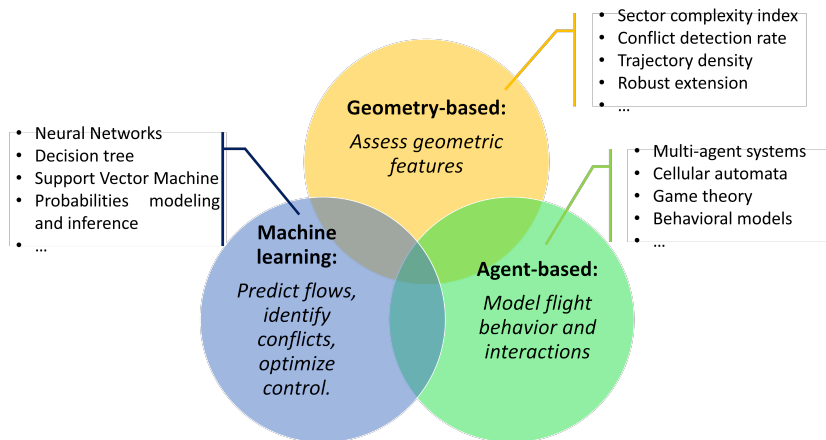 • Sector complexity index
• Conflict detection rate
• Trajectory density
• Robust extension
• ...
Geometry-based:
Assess geometric
features
• Neural Networks
• Decision tree
• Support Vector Machine
• Probabilities modeling
and inference
• ...
• Multi-agent systems
• Cellular automata
• Game theory
• Behavioral models
• ...
Machine
learning:
Predict flows,
identify
conflicts,
optimize
control.
Agent-based:
Model flight
behavior and
interactions